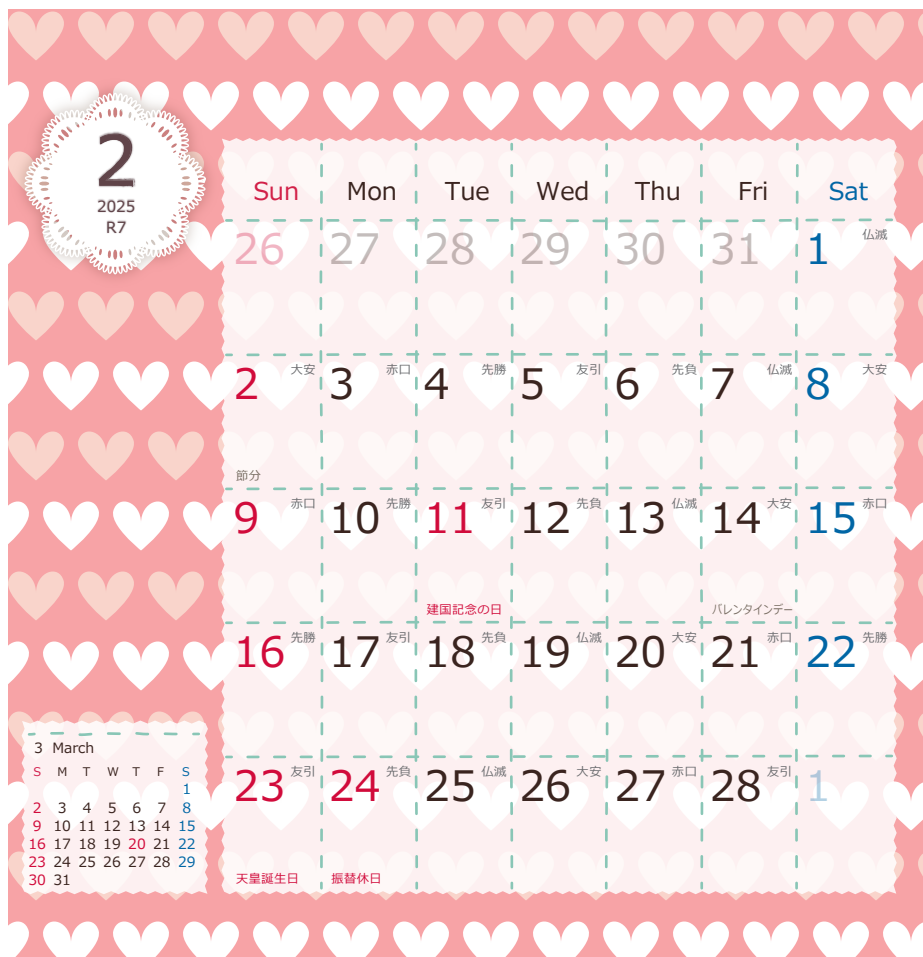 2
2025
R7
Sun Mon Tue Wed Thu Fri Sat
26 27 28 29 30 31 1 仏滅
2 大安 3 赤口 4 先勝 5 友引 6 先負 7 仏滅 8 大安
節分
9 赤口 10 先勝 11 友引 12 先負 13 仏滅 14 大安 15 赤口
建国記念の日 バレンタインデー
16 先勝 17 友引 18 先負 19 仏滅 20 大安 21 赤口 22 先勝
23 友引 24 先負 25 仏滅 26 大安 27 赤口 28 友引 1
天皇誕生日 振替休日
3 March
S M T W T F S
1
2 3 4 5 6 7 8
9 10 11 12 13 14 15
16 17 18 19 20 21 22
23 24 25 26 27 28 29
30 31